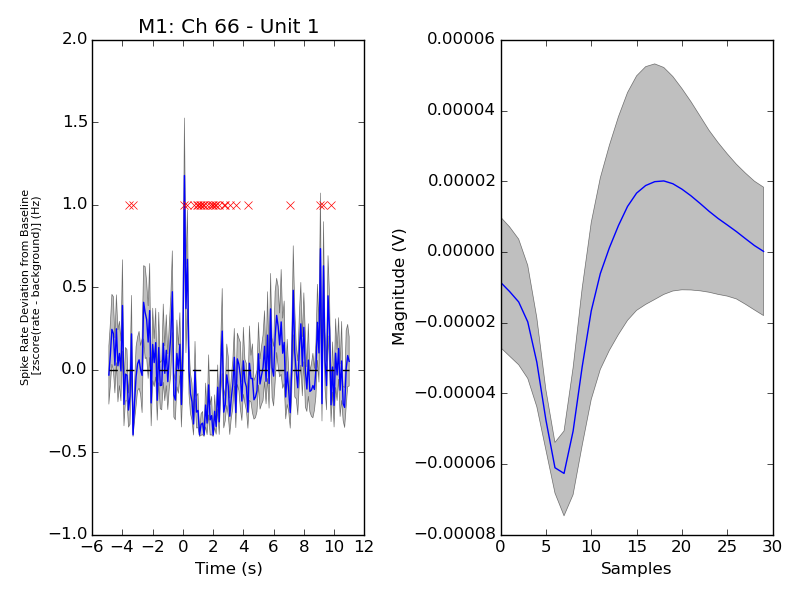 M1: Ch 66 - Unit 1
Spike Rate Deviation from Baseline
[zscore(rate - background)] (Hz)
2.0
1.5
1.0
0.5
0.0
−0.5
−1.0
−6 −4 −2 0 2 4 6 8 10 12
Time (s)
Magnitude (V)
0.00006
0.00004
0.00002
0.00000
−0.00002
−0.00004
−0.00006
−0.00008
0 5 10 15 20 25 30
Samples